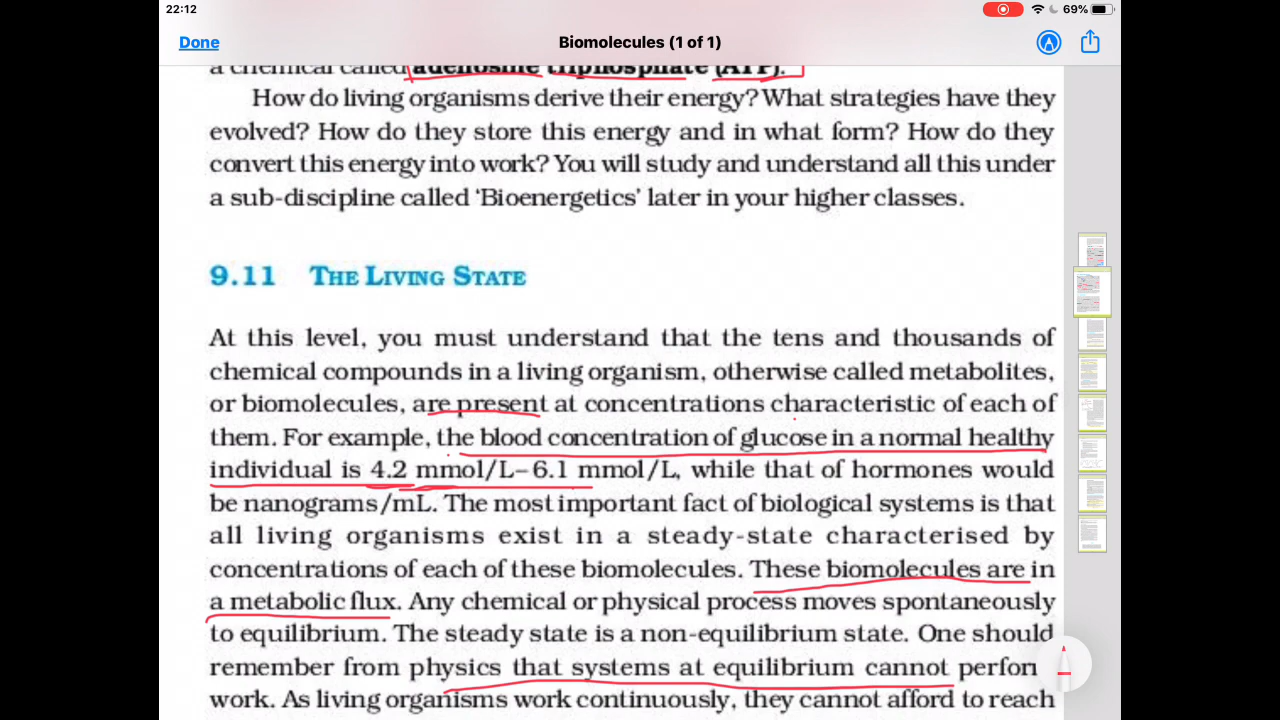 22:12
69%
Done
Biomolecules (1 of 1)
a chemical called adenosine triphosphate (ATP).
How do living organisms derive their energy? What strategies have they
evolved? How do they store this energy and in what form? How do they
convert this energy into work? You will study and understand all this under
a sub-discipline called ‘Bioenergetics’ later in your higher classes.
9.11 THE LIVING STATE
At this level, you must understand that the tens and thousands of
chemical compounds in a living organism, otherwise called metabolites,
or biomolecules, are present at concentrations characteristic of each of
them. For example, the blood concentration of glucose in a normal healthy
individual is 4.2 mmol/L–6.1 mmol/L, while that of hormones would
be nanograms/mL. The most important fact of biological systems is that
all living organisms exist in a steady-state characterised by
concentrations of each of these biomolecules. These biomolecules are in
a metabolic flux. Any chemical or physical process moves spontaneously
to equilibrium. The steady state is a non-equilibrium state. One should
remember from physics that systems at equilibrium cannot perfor
work. As living organisms work continuously, they cannot afford to reach